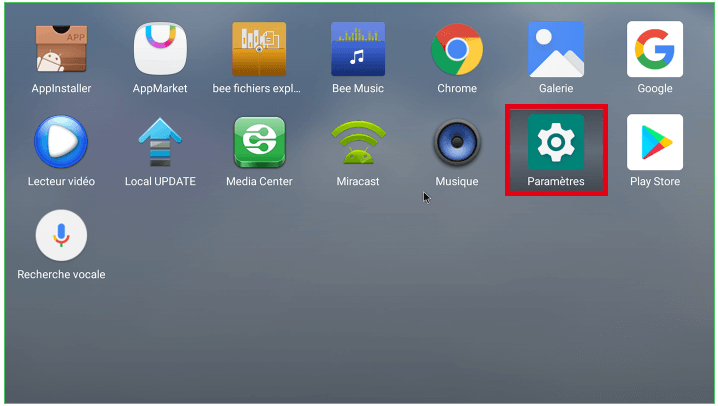 APP
AppInstaller
AppMarket
bee fichiers expl...
Bee Music
Chrome
Galerie
Google
Lecteur vidéo
Local UPDATE
Media Center
Miracast
Musique
Paramètres
Play Store
Recherche vocale